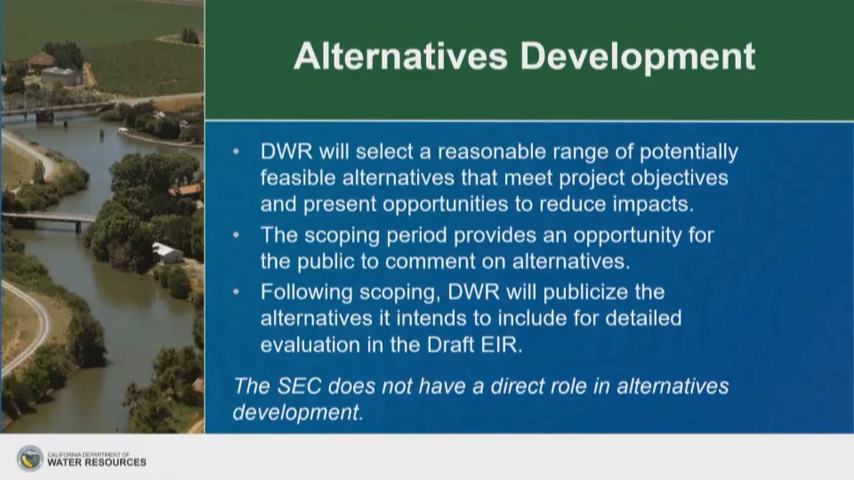 Alternatives Development
• DWR will select a reasonable range of potentially
feasible alternatives that meet project objectives
and present opportunities to reduce impacts.
• The scoping period provides an opportunity for
the public to comment on alternatives.
• Following scoping, DWR will publicize the
alternatives it intends to include for detailed
evaluation in the Draft EIR.
The SEC does not have a direct role in alternatives
development.
CALIFORNIA DEPARTMENT OF
WATER RESOURCES